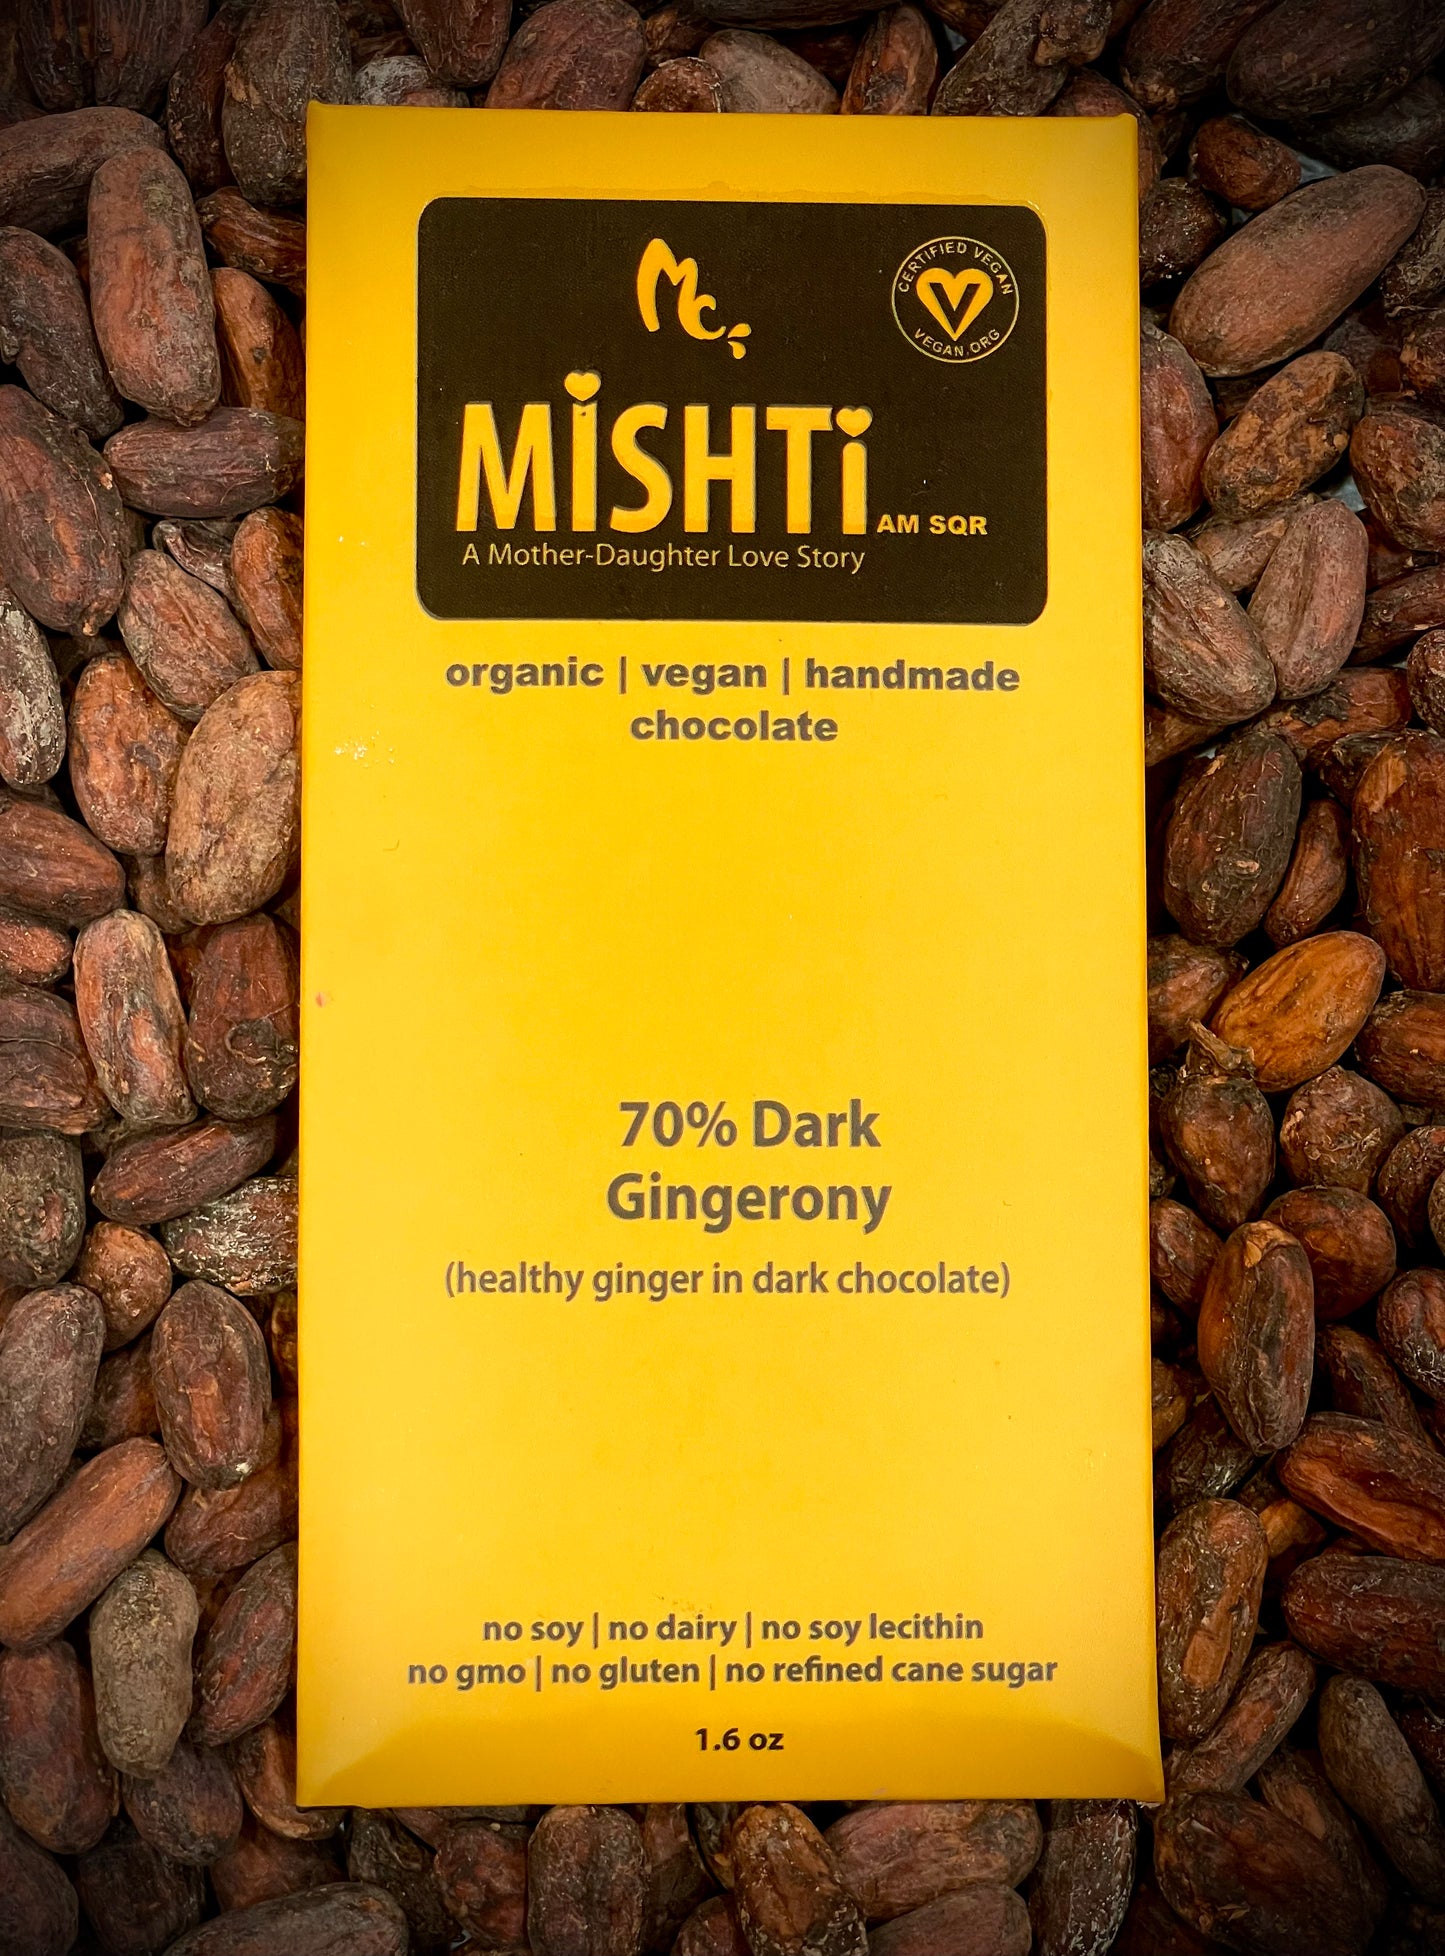 MC
CERTIFIED VEGAN
VEGAN.ORG
MiSHTi AM SQR
A Mother-Daughter Love Story
organic | vegan | handmade
chocolate
70% Dark
Gingerony
(healthy ginger in dark chocolate)
no soy | no dairy | no soy lecithin
no gmo | no gluten | no refined cane sugar
1.6 oz